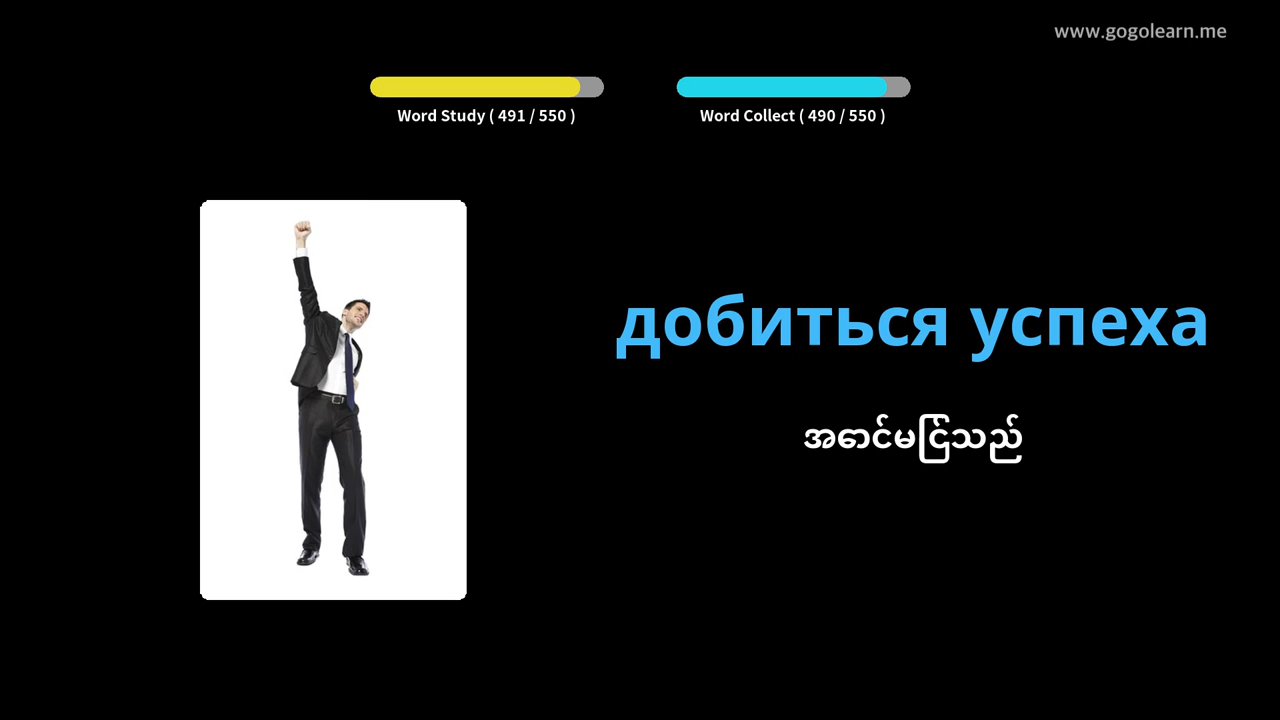 www.gogolearn.me
Word Study ( 491 / 550 )
Word Collect ( 490 / 550 )
добиться успеха
အောင်မြင်သည်